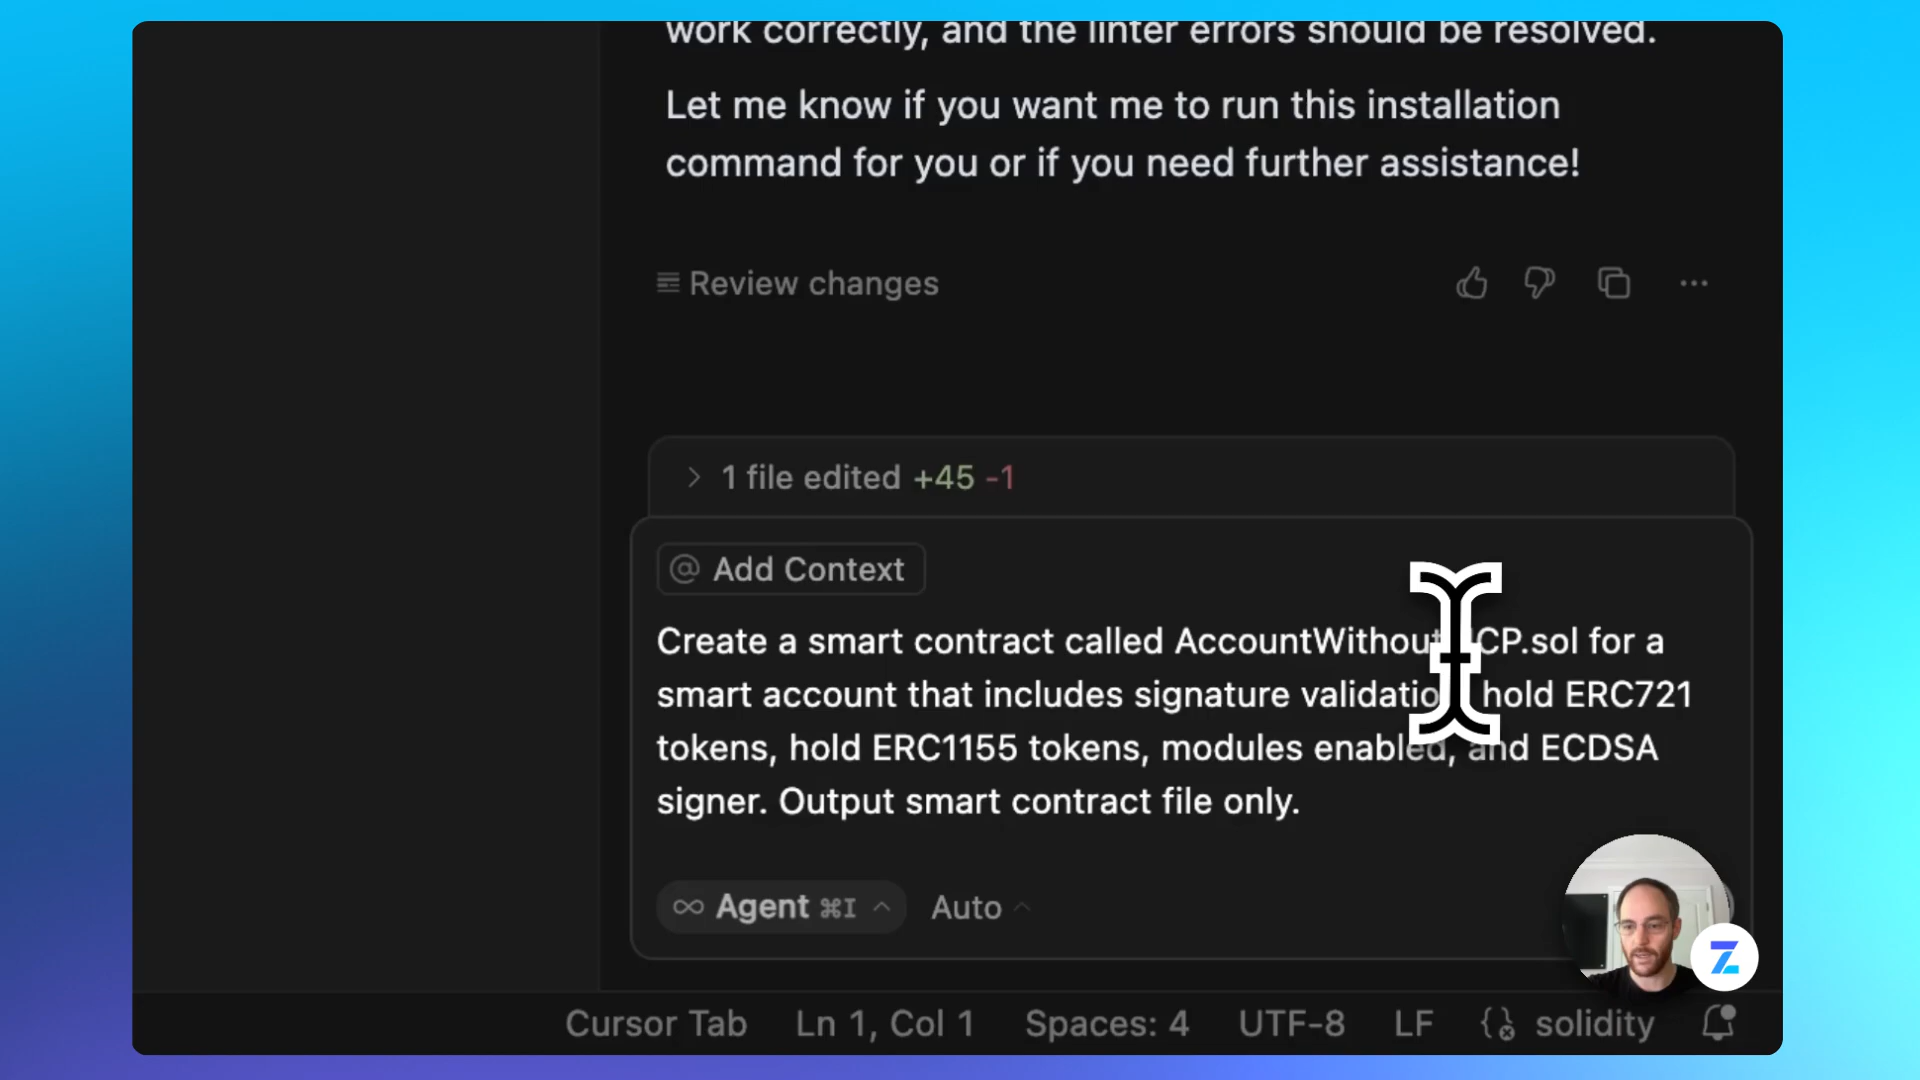 work correctly, and the linter errors should be resolved.
Let me know if you want me to run this installation
command for you or if you need further assistance!
Review changes
1 file edited +45 -1
@ Add Context
Create a smart contract called AccountWithout CP.sol for a
smart account that includes signature validation, hold ERC721
tokens, hold ERC1155 tokens, modules enabled, and ECDSA
signer. Output smart contract file only.
Agent ⌘I
Auto
Cursor Tab
Ln 1, Col 1
Spaces: 4
UTF-8
LF
solidity